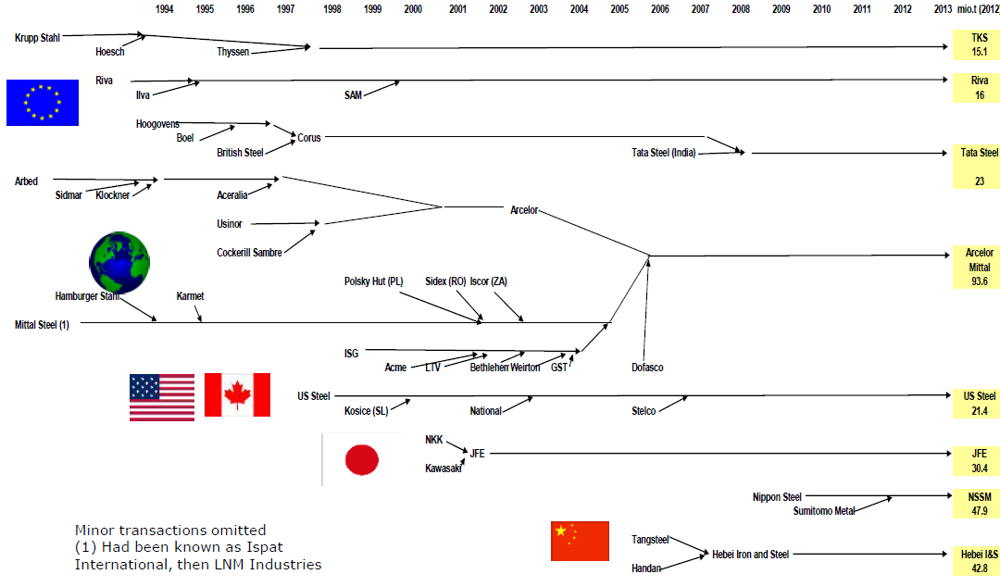 1994 1995 1996 1997 1998 1999 2000 2001 2002 2003 2004 2005 2006 2007 2008 2009 2010 2011 2012 2013 mio.t (2012)
Krupp Stahl
Hoesch
Thyssen
TKS
15.1
Riva
Ilva
SAM
Riva
16
Hoogovens
Boel
British Steel
Corus
Tata Steel (India)
Tata Steel
23
Arbed
Sidmar
Klockner
Aceralia
Usinor
Cockerill Sambre
Arcelor
Arcelor
Mittal
93.6
Hamburger Stahl
Karmet
Polsky Hut (PL)
Sidex (RO)
Iscor (ZA)
Mittal Steel (1)
ISG
Acme
LTV
Bethlehen
Weirton
GST
Dofasco
US Steel
Kosice (SL)
National
Stelco
US Steel
21.4
NKK
Kawasaki
JFE
JFE
30.4
Nippon Steel
Sumitomo Metal
NSSM
47.9
Tangsteel
Handan
Hebei Iron and Steel
Hebei I&S
42.8
Minor transactions omitted
(1) Had been known as Ispat
International, then LNM Industries